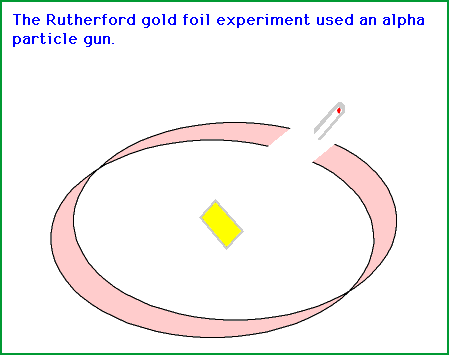 The Rutherford gold foil experiment used an alpha
particle gun.